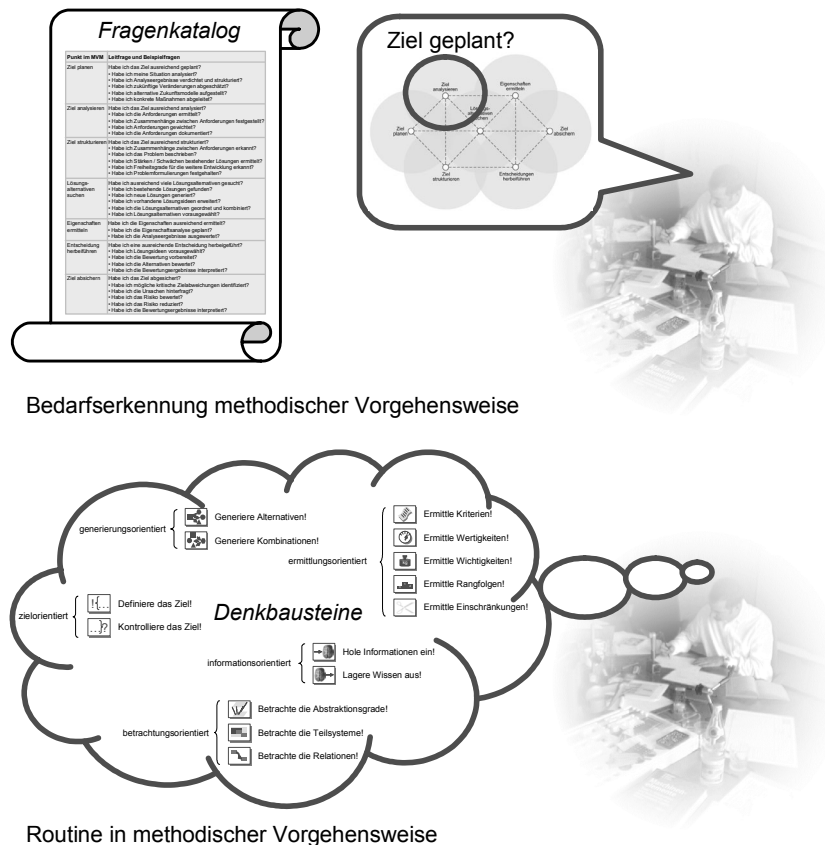 Fragenkatalog
Punkt im MVM Leitfrage und Beispielfragen
Ziel planen Habe ich das Ziel ausreichend geplant?
• Habe ich meine Situation analysiert?
• Habe ich Analyseergebnisse verdichtet und strukturiert?
• Habe ich zukünftige Veränderungen abgeschätzt?
• Habe ich alternative Zukunftsmodelle aufgestellt?
• Habe ich konkrete Maßnahmen abgeleitet?
Ziel analysieren Habe ich das Ziel ausreichend analysiert?
• Habe ich die Anforderungen ermittelt?
• Habe ich Zusammenhänge zwischen Anforderungen festgestellt?
• Habe ich Anforderungen gewichtet?
• Habe ich die Anforderungen dokumentiert?
Ziel strukturieren Habe ich das Ziel ausreichend strukturiert?
• Habe ich Zusammenhänge zwischen Anforderungen erkannt?
• Habe ich das Problem beschrieben?
• Habe ich Stärken / Schwächen bestehender Lösungen ermittelt?
• Habe ich Freiheitsgrade für die weitere Entwicklung erkannt?
• Habe ich Problemformulierungen festgehalten?
Lösungs- Habe ich ausreichend viele Lösungsalternativen gesucht?
alternativen • Habe ich bestehende Lösungen gefunden?
suchen • Habe ich neue Lösungen generiert?
• Habe ich vorhandene Lösungsideen erweitert?
• Habe ich die Lösungsalternativen geordnet und kombiniert?
• Habe ich Lösungsalternativen vorausgewählt?
Eigenschaften Habe ich die Eigenschaften ausreichend ermittelt?
ermitteln • Habe ich die Eigenschaftsanalyse geplant?
• Habe ich die Analyseergebnisse ausgewertet?
Entscheidung Habe ich eine ausreichende Entscheidung herbeigeführt?
herbeiführen • Habe ich Lösungsideen vorausgewählt?
• Habe ich die Bewertung vorbereitet?
• Habe ich die Alternativen bewertet?
• Habe ich die Bewertungsergebnisse interpretiert?
Ziel absichern Habe ich das Ziel abgesichert?
• Habe ich mögliche kritische Zielabweichungen identifiziert?
• Habe ich die Ursachen hinterfragt?
• Habe ich das Risiko bewertet?
• Habe ich das Risiko reduziert?
• Habe ich die Bewertungsergebnisse interpretiert?
Ziel geplant?
Ziel
analysieren
Eigenschaften
ermitteln
Lösungs-
alternativen
suchen
Ziel
planen
Ziel
absichern
Ziel
strukturieren
Entscheidungen
herbeiführen
Bedarfserkennung methodischer Vorgehensweise
generierungsorientiert
Generiere Alternativen!
Generiere Kombinationen!
ermittlungsorientiert
Ermittle Kriterien!
Ermittle Wertigkeiten!
Ermittle Wichtigkeiten!
Ermittle Rangfolgen!
Ermittle Einschränkungen!
zielorientiert
!{... Definiere das Ziel!
...}? Kontrolliere das Ziel!
Denkbausteine
informationsorientiert
Hole Informationen ein!
Lagere Wissen aus!
betrachtungsorientiert
Betrachte die Abstraktionsgrade!
Betrachte die Teilsysteme!
Betrachte die Relationen!
Routine in methodischer Vorgehensweise